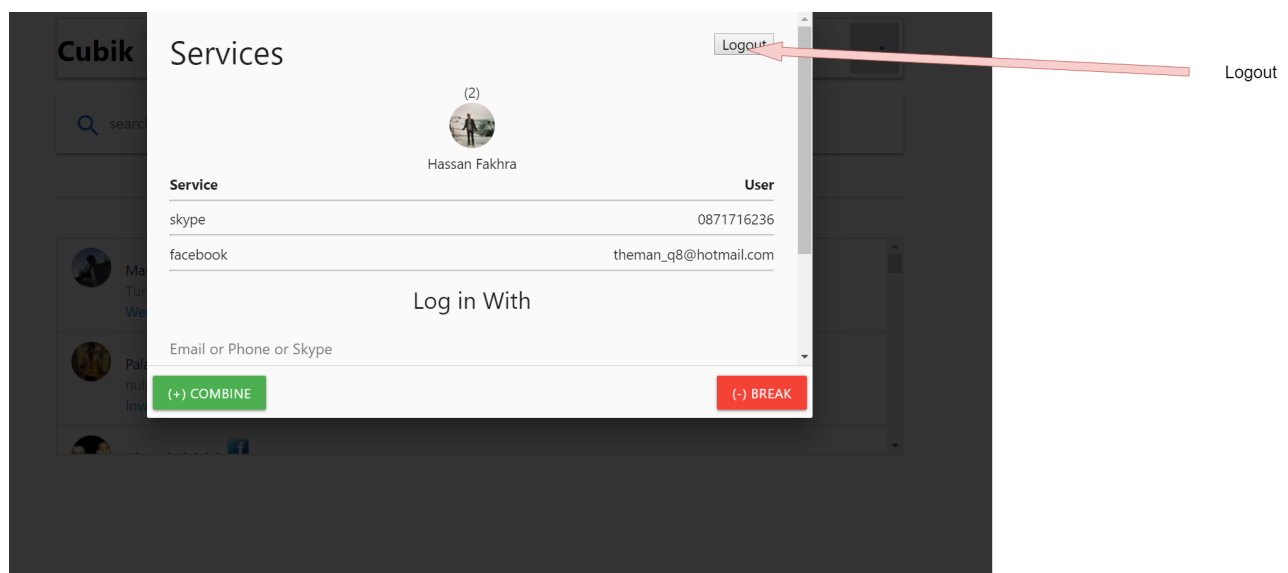 Cubik
Services
Logout
Logout
(2)
search
Hassan Fakhra
Service User
skype 0871716236
facebook theman_q8@hotmail.com
Log in With
Email or Phone or Skype
(+) COMBINE (-) BREAK